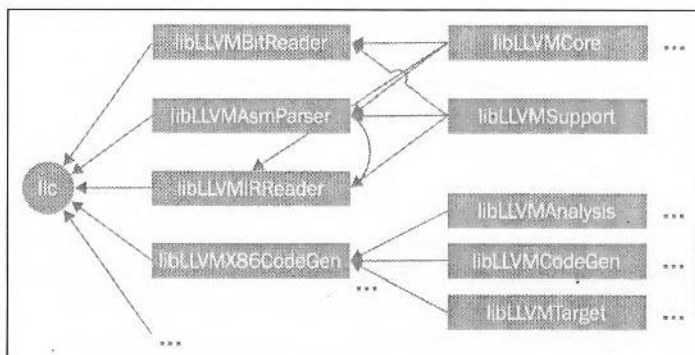 libLLVMBitReader
libLLVMCore
...
libLLVMAsmParser
libLLVMSupport
llc
libLLVMIRReader
libLLVMAnalysis
...
libLLVMX86CodeGen
libLLVMCodeGen
...
...
libLLVMTarget
...
...